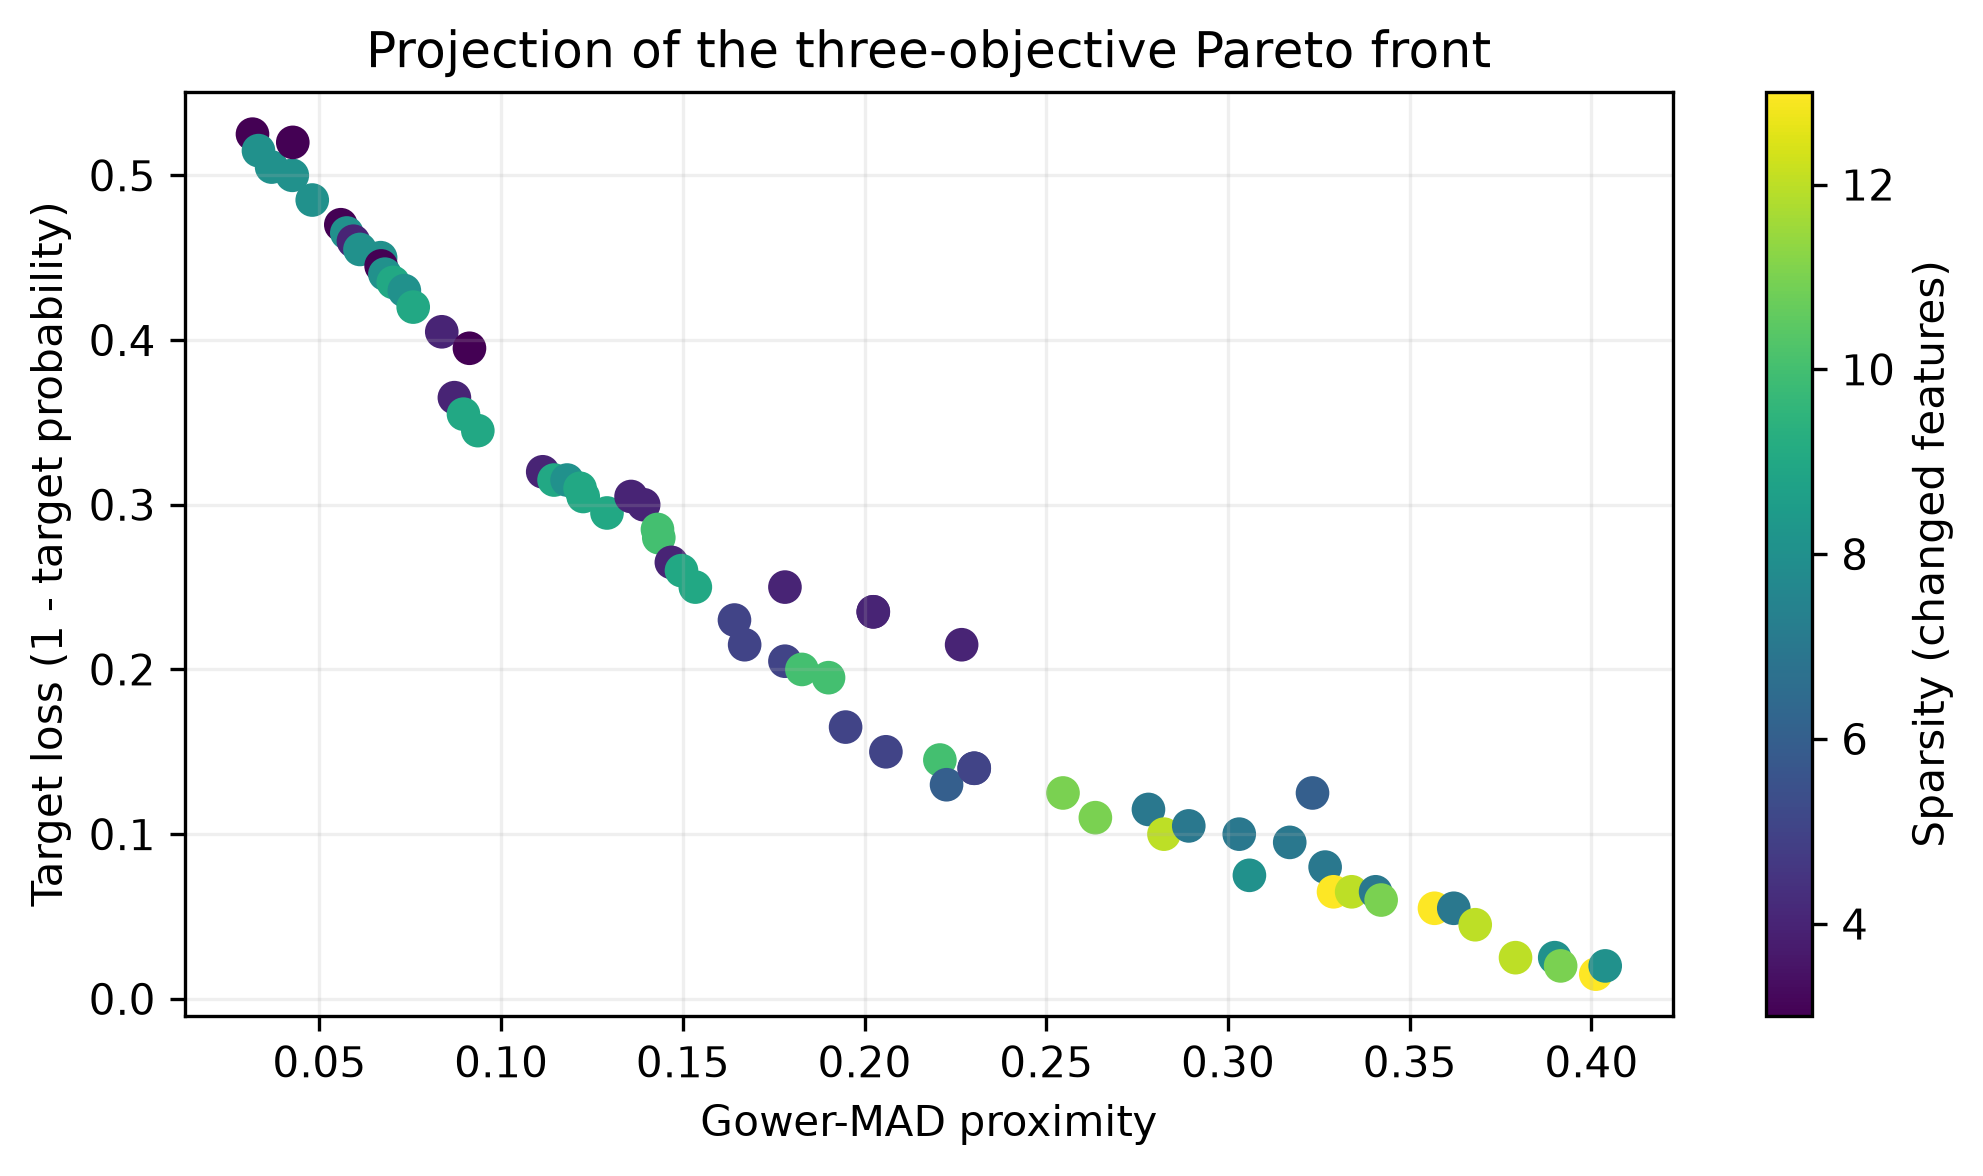 Projection of the three-objective Pareto front
Target loss (1 - target probability)
0.5
0.4
0.3
0.2
0.1
0.0
0.05 0.10 0.15 0.20 0.25 0.30 0.35 0.40
Gower-MAD proximity
12
10
8
6
4
Sparsity (changed features)